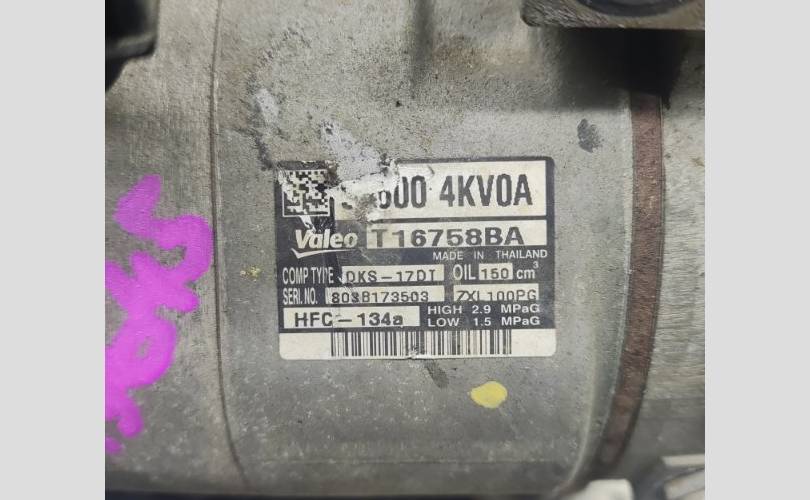 600 4KV0A
Valeo T16758BA
MADE IN THAILAND
COMP TYPE DKS-17DT OIL 150 cm³
SERI.NO. 8038173503 ZXL100PG
HFC-134a HIGH 2.9 MPaG
LOW 1.5 MPaG